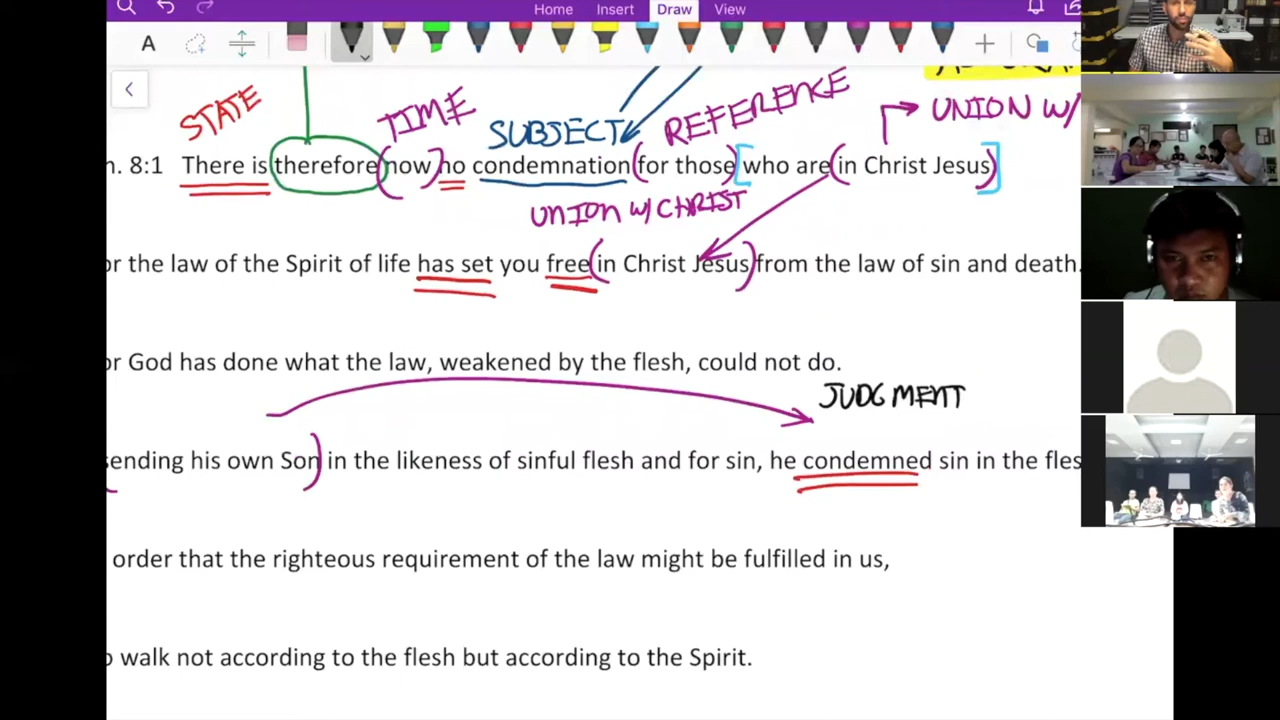 Home Insert Draw View
A
STATE TIME SUBJECT REFERENCE UNION W/
8:1 There is therefore now no condemnation for those who are in Christ Jesus
UNION W/ CHRIST
the law of the Spirit of life has set you free in Christ Jesus from the law of sin and death.
God has done what the law, weakened by the flesh, could not do.
JUDGMENT
sending his own Son in the likeness of sinful flesh and for sin, he condemned sin in the fles
order that the righteous requirement of the law might be fulfilled in us,
walk not according to the flesh but according to the Spirit.